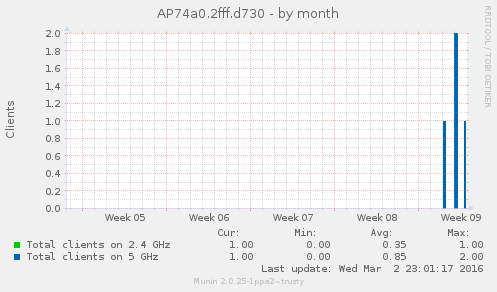 AP74a0.2fff.d730 - by month
RRDTOOL / TOBI OETIKER
Clients
2.0
1.8
1.6
1.4
1.2
1.0
0.8
0.6
0.4
0.2
0.0
Week 05 Week 06 Week 07 Week 08 Week 09
Cur: Min: Avg: Max:
Total clients on 2.4 GHz 1.00 0.00 0.35 1.00
Total clients on 5 GHz 1.00 0.00 0.85 2.00
Last update: Wed Mar 2 23:01:17 2016
Munin 2.0.25-1ppa2~trusty